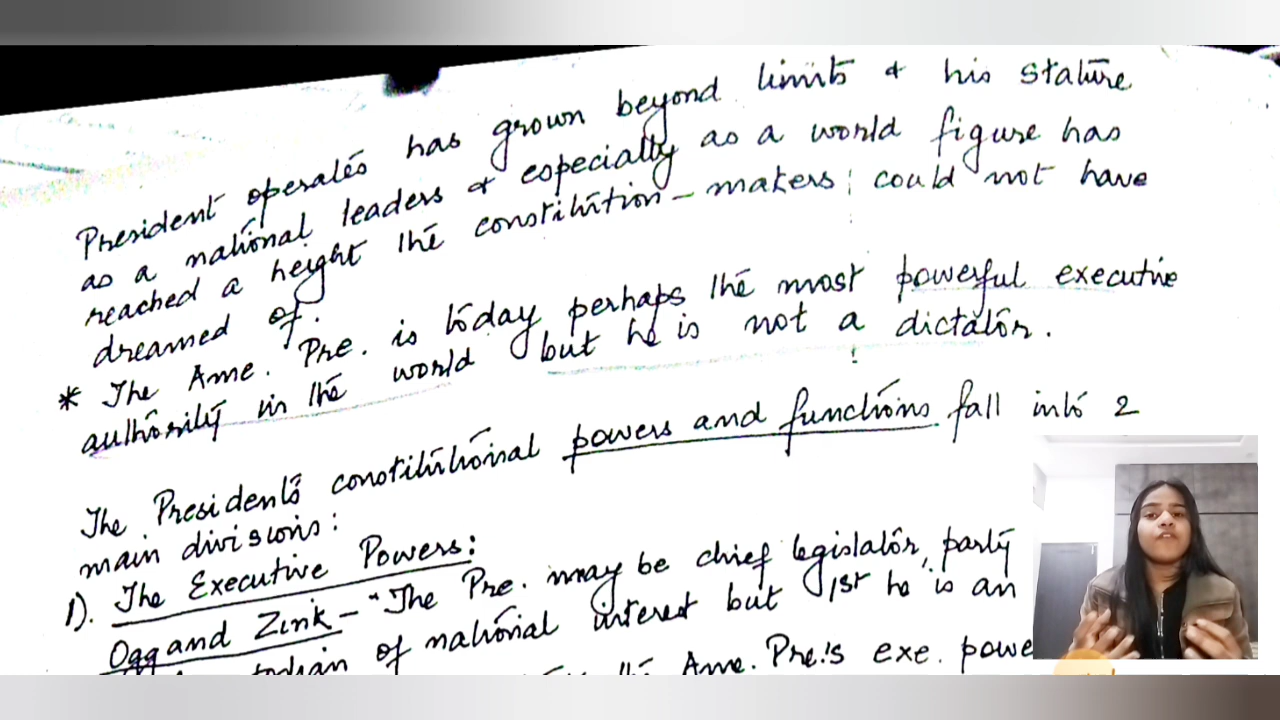 President operates has grown beyond limits & his stature
as a national leaders & especially as a world figure has
reached a height the constitution-makers could not have
dreamed of.
* The Ame. Pre. is today perhaps the most powerful executive
authority in the world but he is not a dictator.
The President's constitutional powers and functions fall into 2
main divisions:
1). The Executive Powers:
Ogg and Zink - "The Pre. may be chief legislator, party
of national interest but 1st he is an
the Ame. Pre.'s exe.